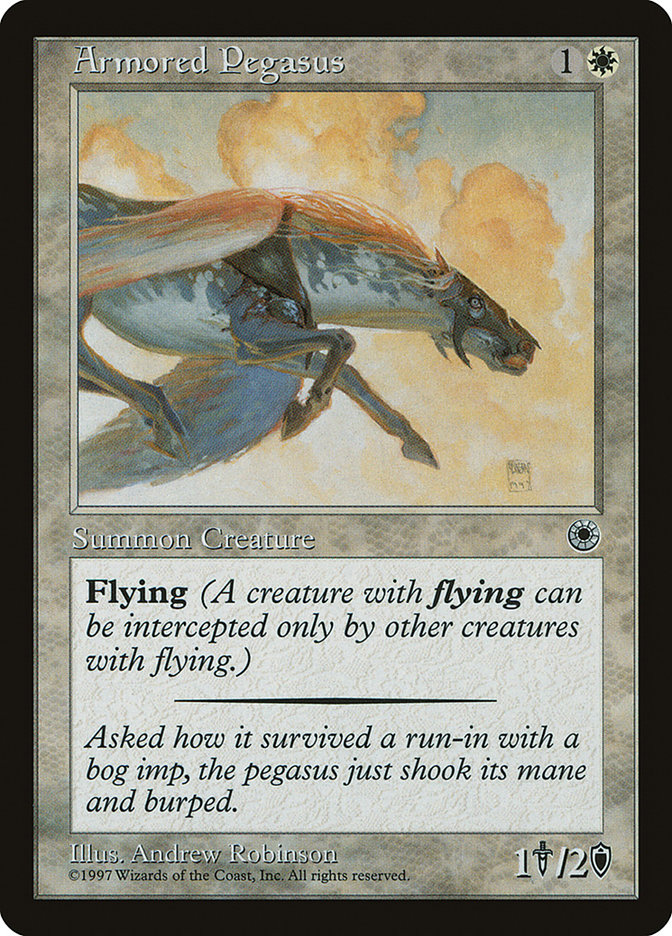 Armored Pegasus 1
Summon Creature
Flying (A creature with flying can
be intercepted only by other creatures
with flying.)
Asked how it survived a run-in with a
bog imp, the pegasus just shook its mane
and burped.
Illus. Andrew Robinson
1/2
©1997 Wizards of the Coast, Inc. All rights reserved.